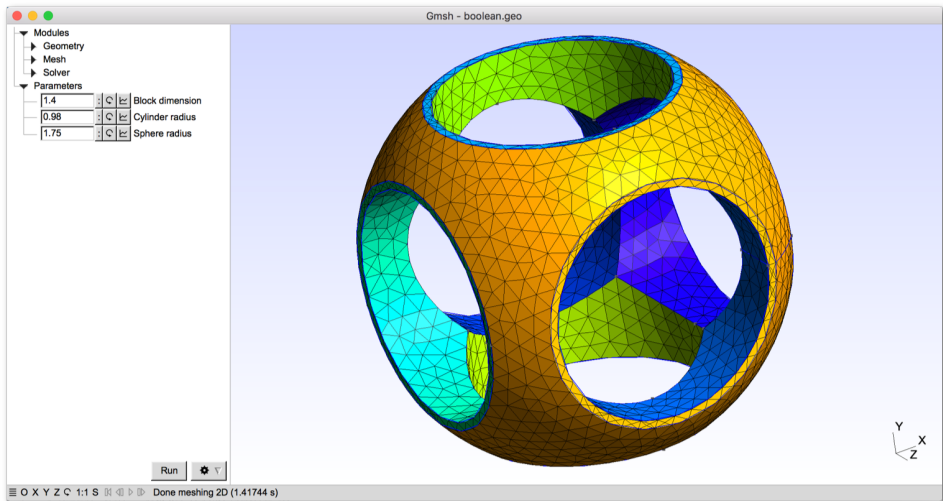 Gmsh - boolean.geo
Modules
Geometry
Mesh
Solver
Parameters
1.4 Block dimension
0.98 Cylinder radius
1.75 Sphere radius
Y
X
Z
Run
O X Y Z 1:1 S Done meshing 2D (1.41744 s)